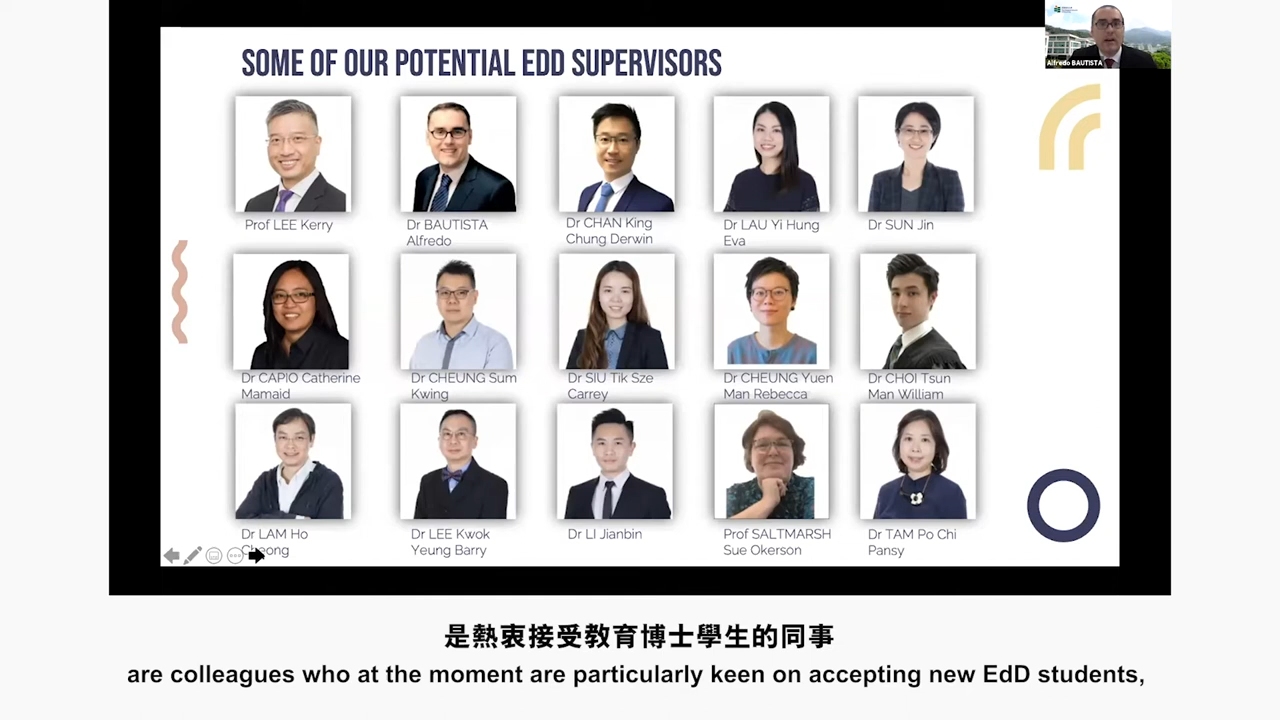 SOME OF OUR POTENTIAL EDD SUPERVISORS
Alfredo BAUTISTA
Prof LEE Kerry
Dr BAUTISTA
Alfredo
Dr CHAN King
Chung Derwin
Dr LAU Yi Hung
Eva
Dr SUN Jin
Dr CAPIO Catherine
Mamaid
Dr CHEUNG Sum
Kwing
Dr SIU Tik Sze
Carrey
Dr CHEUNG Yuen
Man Rebecca
Dr CHOI Tsun
Man William
Dr LAM Ho
Cheong
Dr LEE Kwok
Yeung Barry
Dr LI Jianbin
Prof SALTMARSH
Sue Okerson
Dr TAM Po Chi
Pansy
是熱衷接受教育博士學生的同事
are colleagues who at the moment are particularly keen on accepting new EdD students,